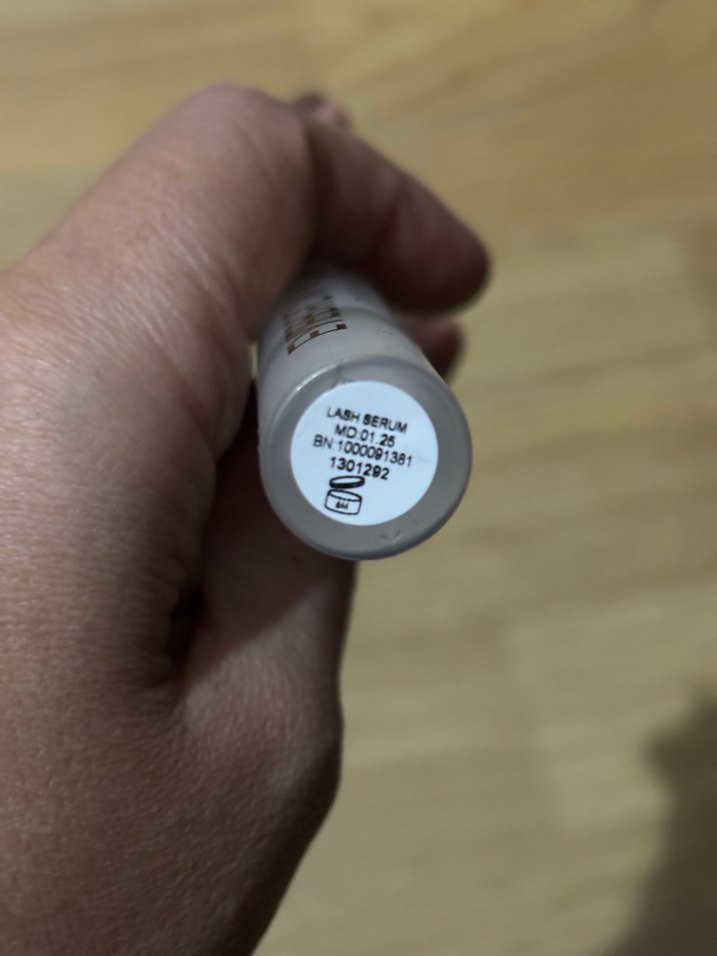 LASH SERUM
MD:01.25
BN:1000091381
1301292
6M